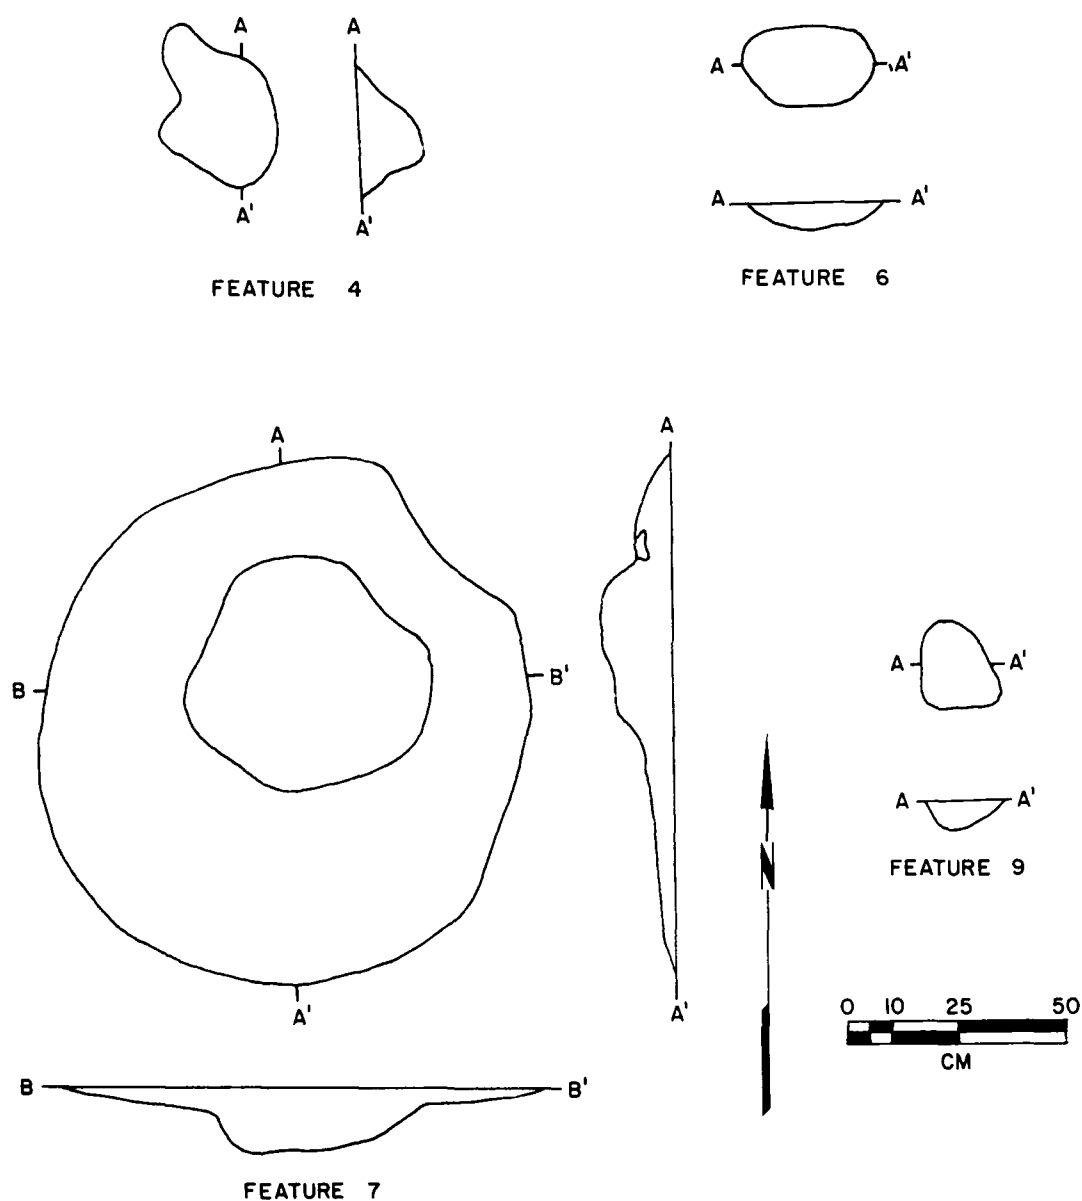 A
A'
A
A'
FEATURE 4
A A'
A A'
FEATURE 6
A
A'
B B'
A
A'
B B'
FEATURE 7
A A'
A A'
FEATURE 9
N
0 10 25 50
CM